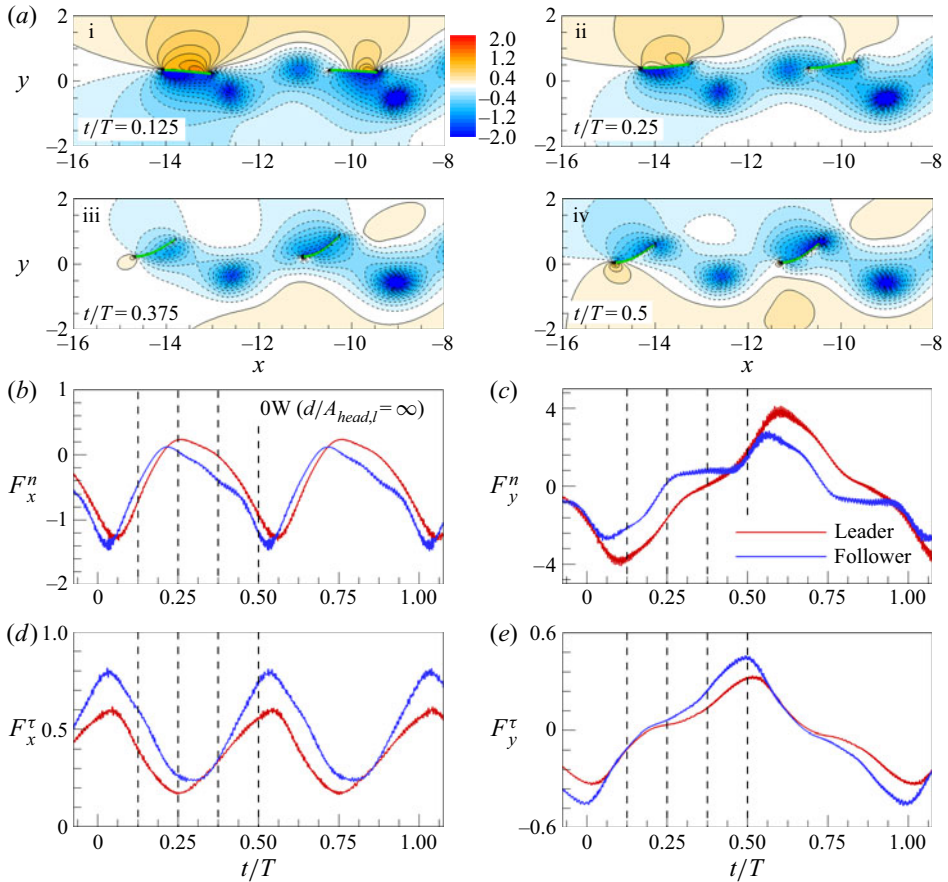 (a)
i
ii
2.0
1.2
0.4
−0.4
−1.2
−2.0
y
2
0
−2
2
0
−2
t/T = 0.125
t/T = 0.25
−16 −14 −12 −10 −8
−16 −14 −12 −10 −8
iii
iv
y
2
0
−2
2
0
−2
t/T = 0.375
t/T = 0.5
−16 −14 −12 −10 −8
−16 −14 −12 −10 −8
x
x
(b)
1
0
−1
−2
F_x^n
0W (d/A_{head,l} = ∞)
0 0.25 0.50 0.75 1.00
(c)
4
0
−4
F_y^n
Leader
Follower
0 0.25 0.50 0.75 1.00
(d)
1.0
0.5
0
F_x^τ
0 0.25 0.50 0.75 1.00
t/T
(e)
0.6
0
−0.6
F_y^τ
0 0.25 0.50 0.75 1.00
t/T